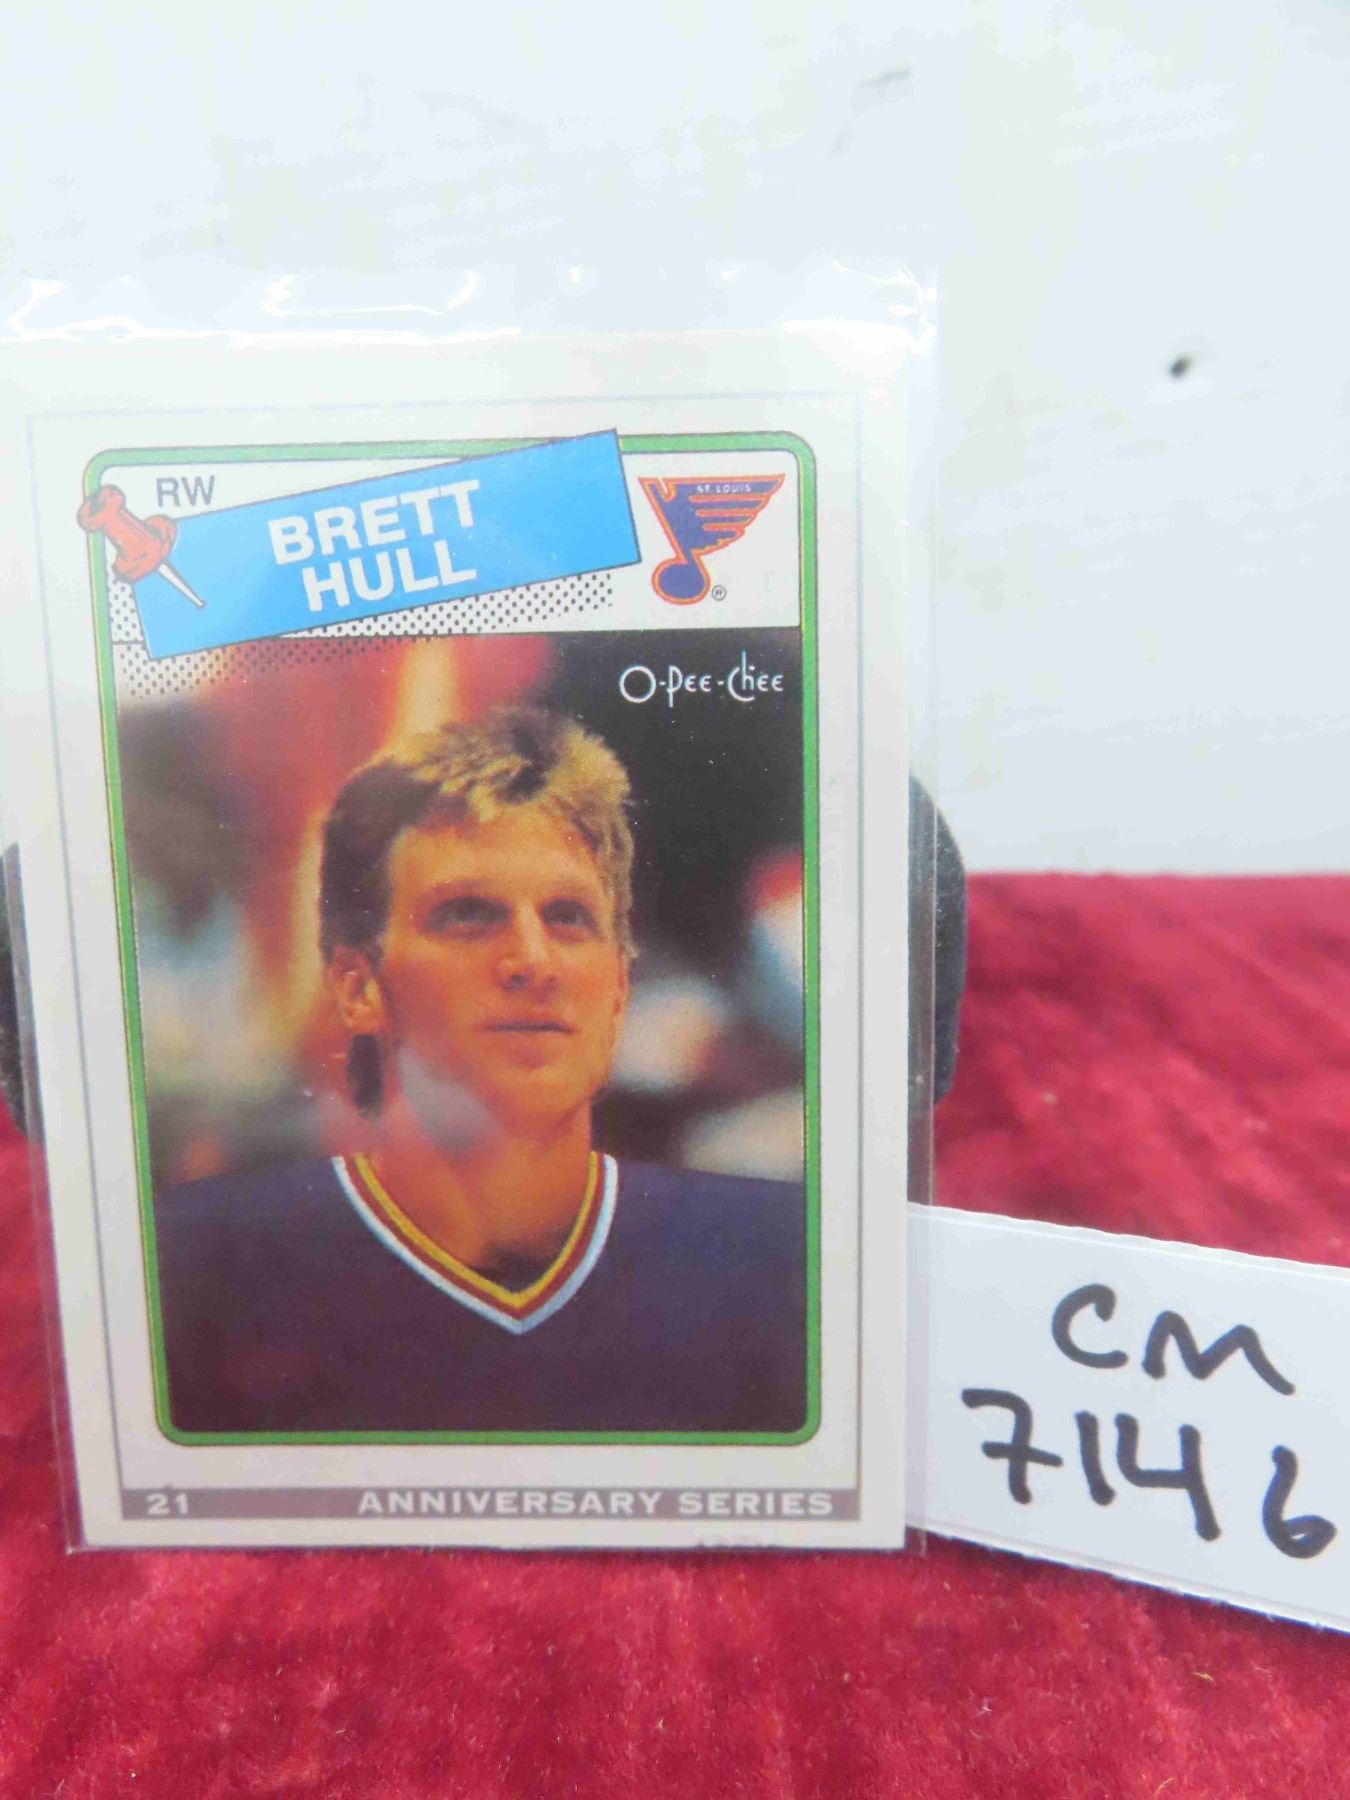 RW
BRETT
HULL
ST. LOUIS
®
O-Pee-Chee
21 ANNIVERSARY SERIES
CM
7146